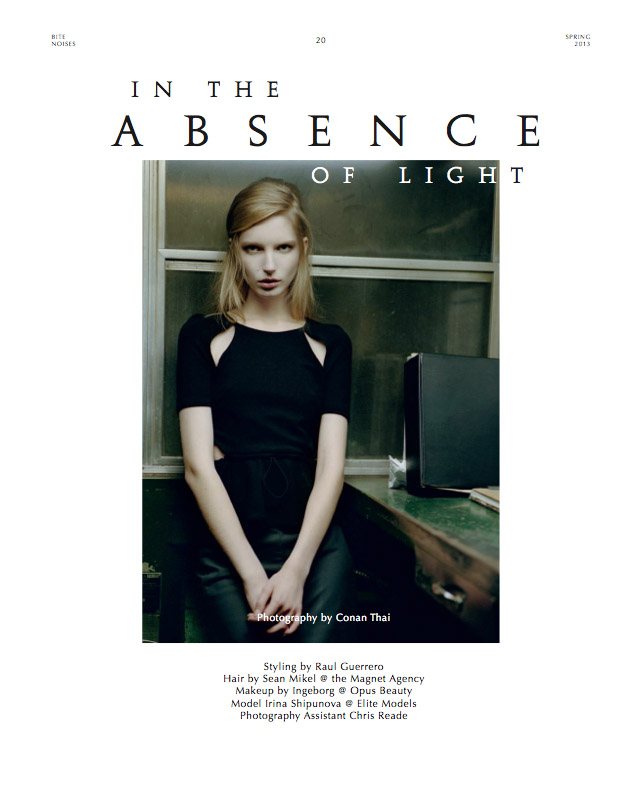 BITE
NOISES
20
SPRING
2013
IN THE
ABSENCE
OF LIGHT
Photography by Conan Thai
Styling by Raul Guerrero
Hair by Sean Mikel @ the Magnet Agency
Makeup by Ingeborg @ Opus Beauty
Model Irina Shipunova @ Elite Models
Photography Assistant Chris Reade